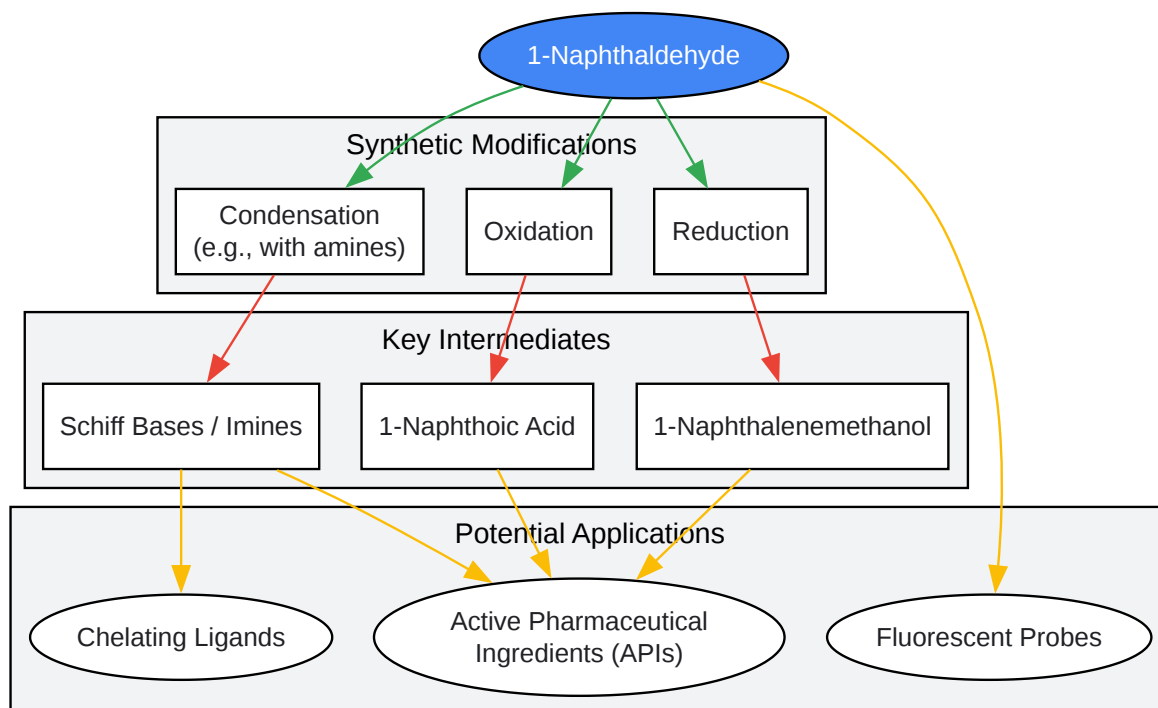 1-Naphthaldehyde
Synthetic Modifications
Condensation
(e.g., with amines)
Oxidation
Reduction
Key Intermediates
Schiff Bases / Imines
1-Naphthoic Acid
1-Naphthalenemethanol
Potential Applications
Chelating Ligands
Active Pharmaceutical
Ingredients (APIs)
Fluorescent Probes